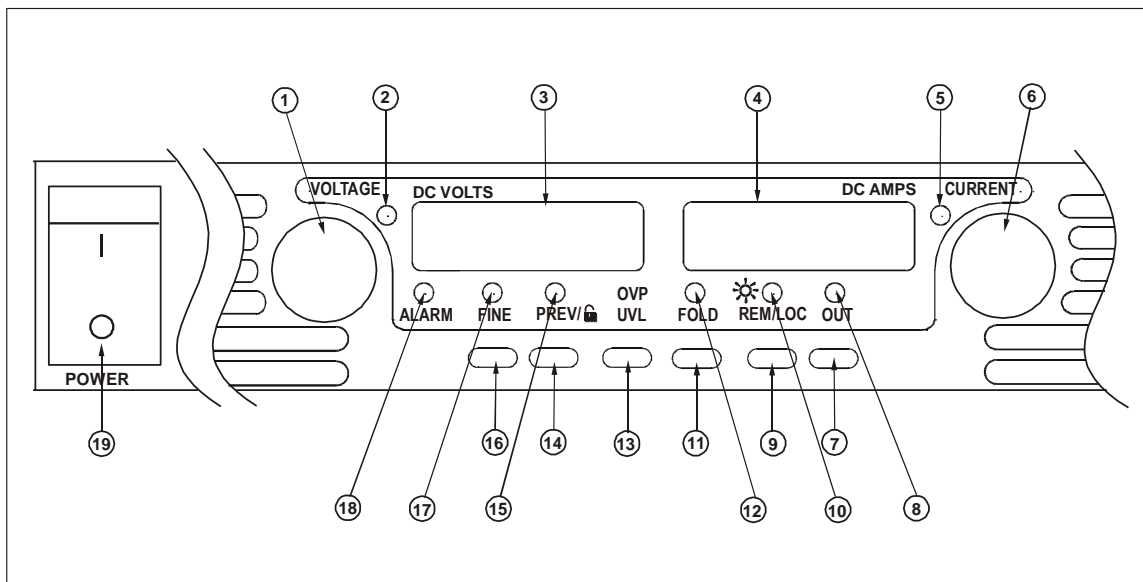 1 2 3 4 5 6
VOLTAGE DC VOLTS DC AMPS CURRENT
I
OVP
ALARM FINE PREV/ UVL FOLD REM/LOC OUT
POWER
19 16 14 13 11 9 7
18 17 15 12 10 8